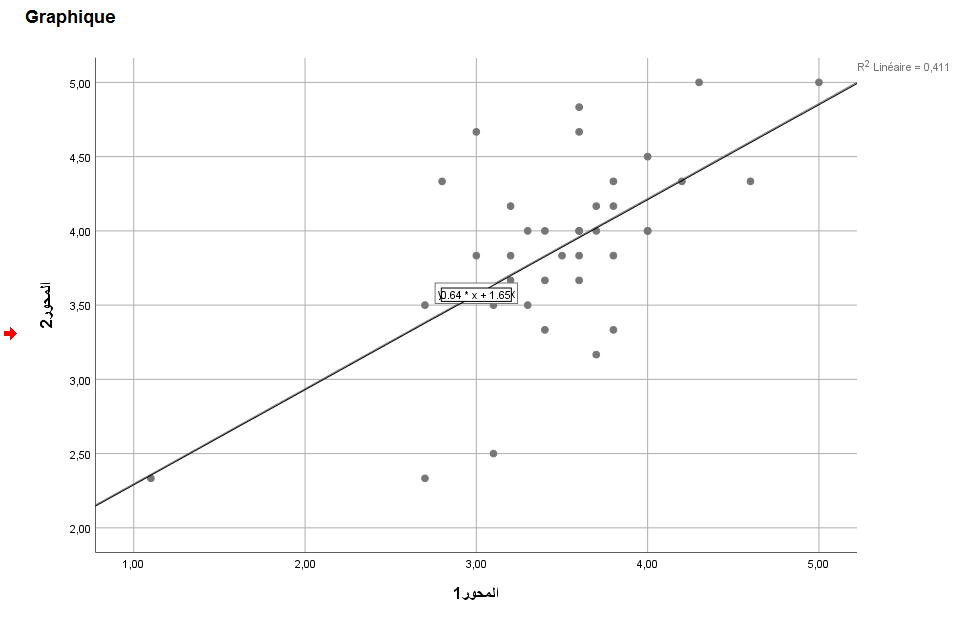 Graphique
R² Linéaire = 0,411
5,00
4,50
4,00
3,50
3,00
2,50
2,00
المحور2
0.64 * x + 1.65
1,00
2,00
3,00
4,00
5,00
المحور1